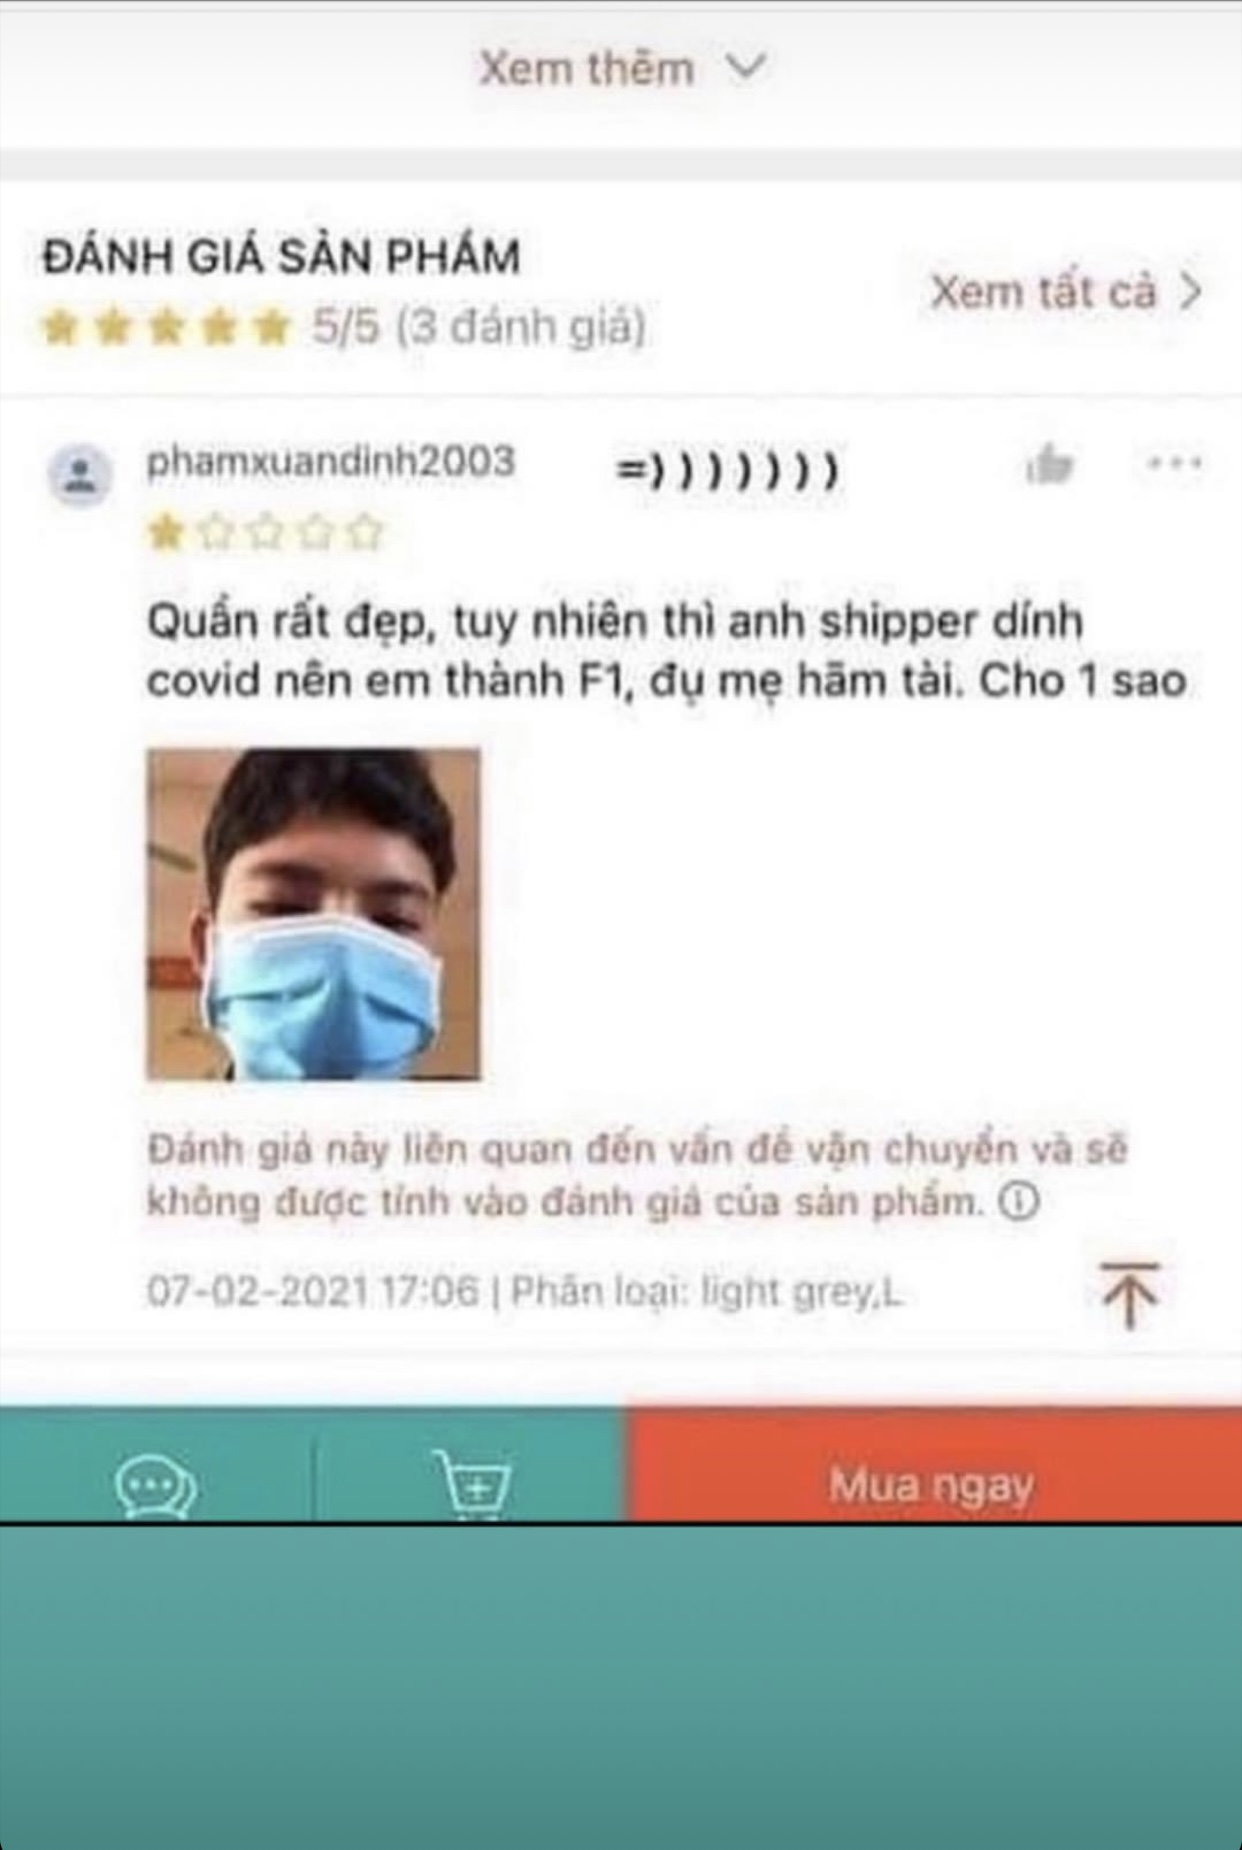 Xem thêm
ĐÁNH GIÁ SẢN PHẨM
Xem tất cả
5/5 (3 đánh giá)
phamxuandinh2003
=)))))))
Quần rất đẹp, tuy nhiên thì anh shipper dính
covid nên em thành F1, đụ mẹ hãm tài. Cho 1 sao
Đánh giá này liên quan đến vấn đề vận chuyển và sẽ
không được tính vào đánh giá của sản phẩm.
07-02-2021 17:06 | Phân loại: light grey,L
Mua ngay